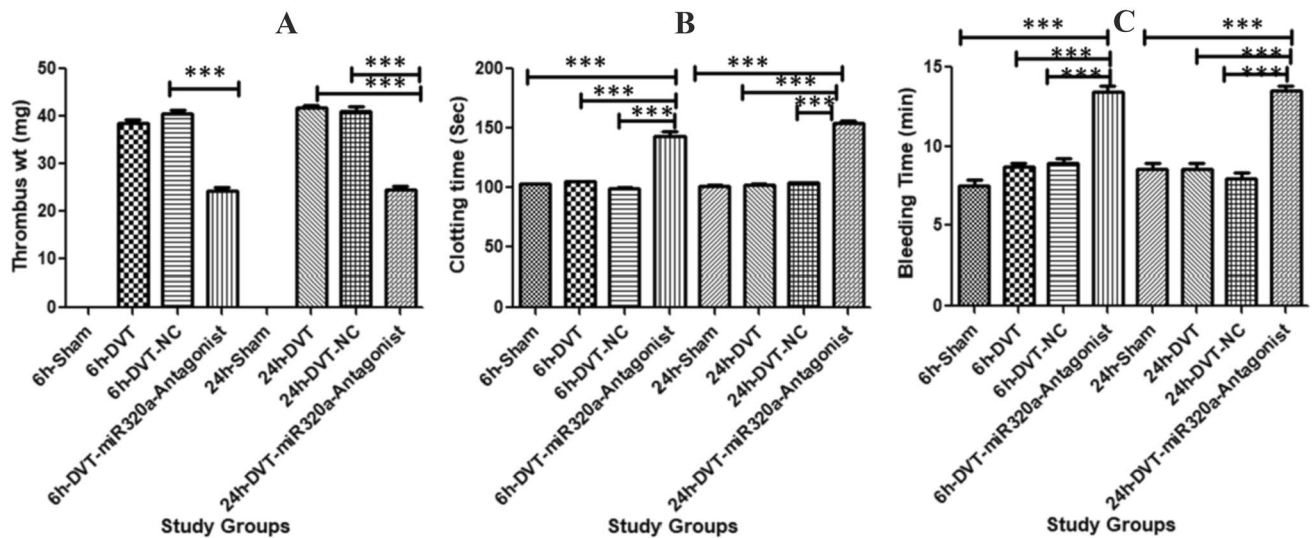 A
B
C
***
***
***
50
40
30
20
10
0
Thrombus wt (mg)
6h-Sham
6h-DVT
6h-DVT-NC
6h-DVT-miR320a-Antagonist
24h-Sham
24h-DVT
24h-DVT-NC
24h-DVT-miR320a-Antagonist
Study Groups
***
***
***
***
***
***
200
150
100
50
0
Clotting time (Sec)
6h-Sham
6h-DVT
6h-DVT-NC
6h-DVT-miR320a-Antagonist
24h-Sham
24h-DVT
24h-DVT-NC
24h-DVT-miR320a-Antagonist
Study Groups
***
***
***
***
***
***
15
10
5
0
Bleeding Time (min)
6h-Sham
6h-DVT
6h-DVT-NC
6h-DVT-miR320a-Antagonist
24h-Sham
24h-DVT
24h-DVT-NC
24h-DVT-miR320a-Antagonist
Study Groups